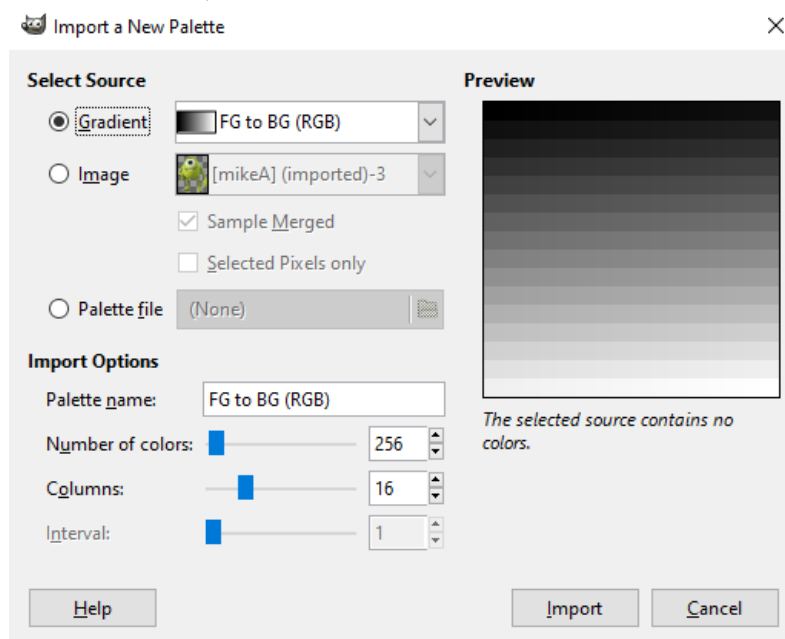 Import a New Palette
Select Source
Preview
Gradient
FG to BG (RGB)
Image
[mikeA] (imported)-3
Sample Merged
Selected Pixels only
Palette file
(None)
Import Options
Palette name:
FG to BG (RGB)
The selected source contains no
colors.
Number of colors:
256
Columns:
16
Interval:
1
Help
Import
Cancel